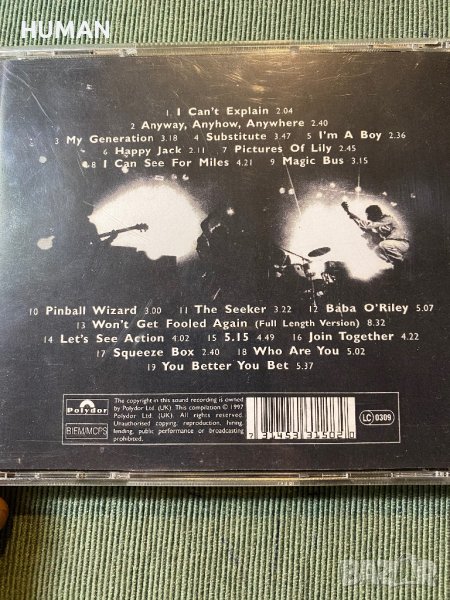 HUMAN
1 I Can't Explain 2.04
2 Anyway, Anyhow, Anywhere 2.40
3 My Generation 3.18 4 Substitute 3.47 5 I'm A Boy 2.36
6 Happy Jack 2.11 7 Pictures Of Lily 2.45
8 I Can See For Miles 4.21 9 Magic Bus 3.15
10 Pinball Wizard 3.00 11 The Seeker 3.22 12 Baba O'Riley 5.07
13 Won't Get Fooled Again (Full Length Version) 8.32
14 Let's See Action 4.02 15 5.15 4.49 16 Join Together 4.22
17 Squeeze Box 2.40 18 Who Are You 5.02
19 You Better You Bet 5.37
Polydor
BIEM/MCPS
The copyright in this sound recording is owned
by Polydor Ltd. (UK). This compilation © 1997
Polydor Ltd. (UK). All rights reserved.
Unauthorised copying, reproduction, hiring,
lending, public performance or broadcasting
prohibited.
7 31453 31502 0
LC 0309
BAZAR